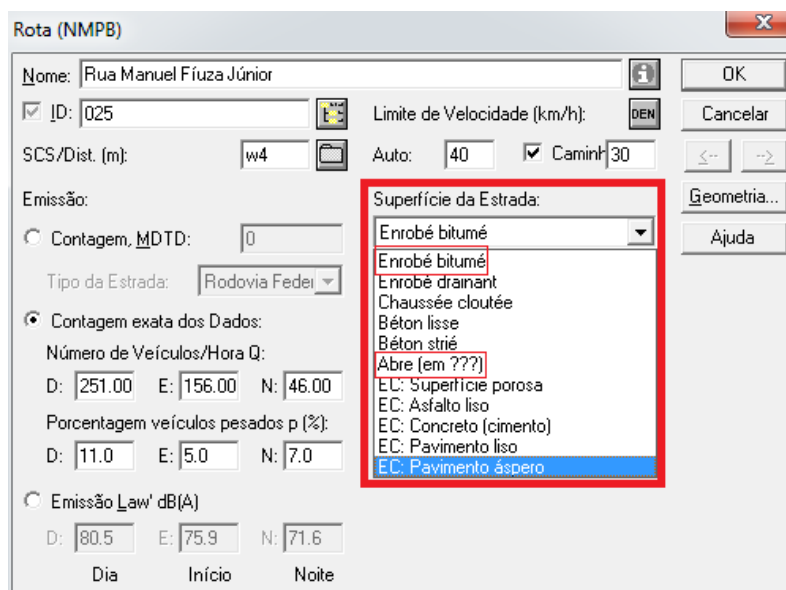 Rota (NMPB)
Nome: Rua Manuel Fíuza Júnior
OK
ID: 025
Limite de Velocidade (km/h): DEN
Cancelar
SCS/Dist. (m): w4
Auto: 40 Caminh 30
<-- -->
Emissão:
Superfície da Estrada:
Geometria...
Contagem, MDTD: 0
Enrobé bitumé
Ajuda
Tipo da Estrada: Rodovia Feder
Enrobé bitumé
Enrobé drainant
Chaussée cloutée
Contagem exata dos Dados:
Béton lisse
Número de Veículos/Hora Q:
Béton strié
Abre (em ???)
D: 251.00 E: 156.00 N: 46.00
EC: Superfície porosa
EC: Asfalto liso
Porcentagem veículos pesados p (%):
EC: Concreto (cimento)
EC: Pavimento liso
D: 11.0 E: 5.0 N: 7.0
EC: Pavimento áspero
Emissão Law' dB(A)
D: 80.5 E: 75.9 N: 71.6
Dia Início Noite